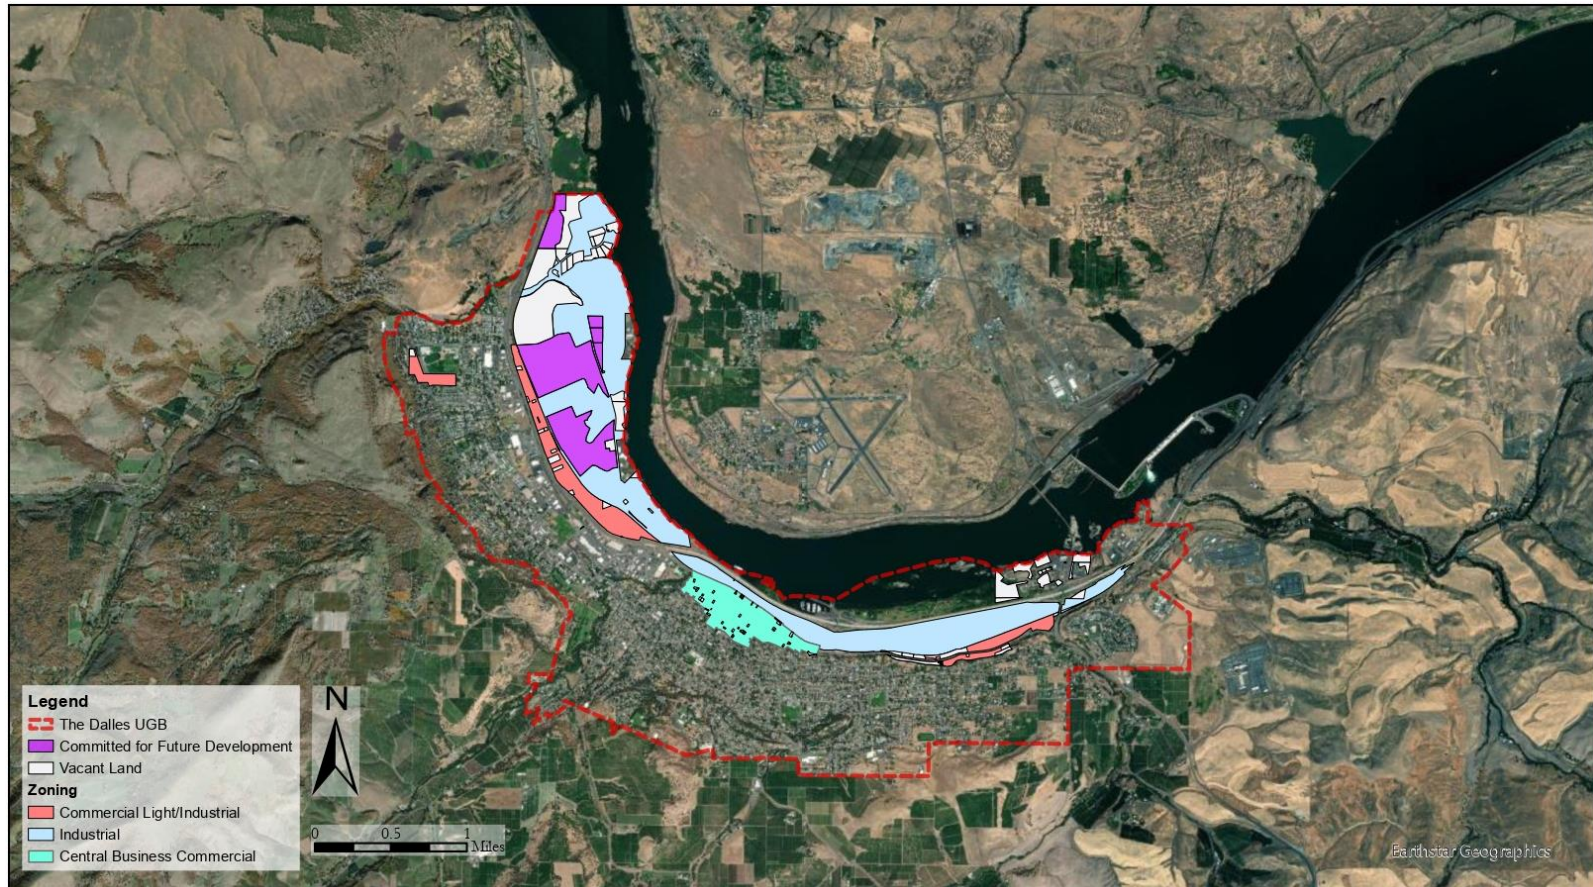 Legend
The Dalles UGB
Committed for Future Development
Vacant Land
Zoning
Commercial Light/Industrial
Industrial
Central Business Commercial
N
0 0.5 1
Miles
Earthstar Geographics